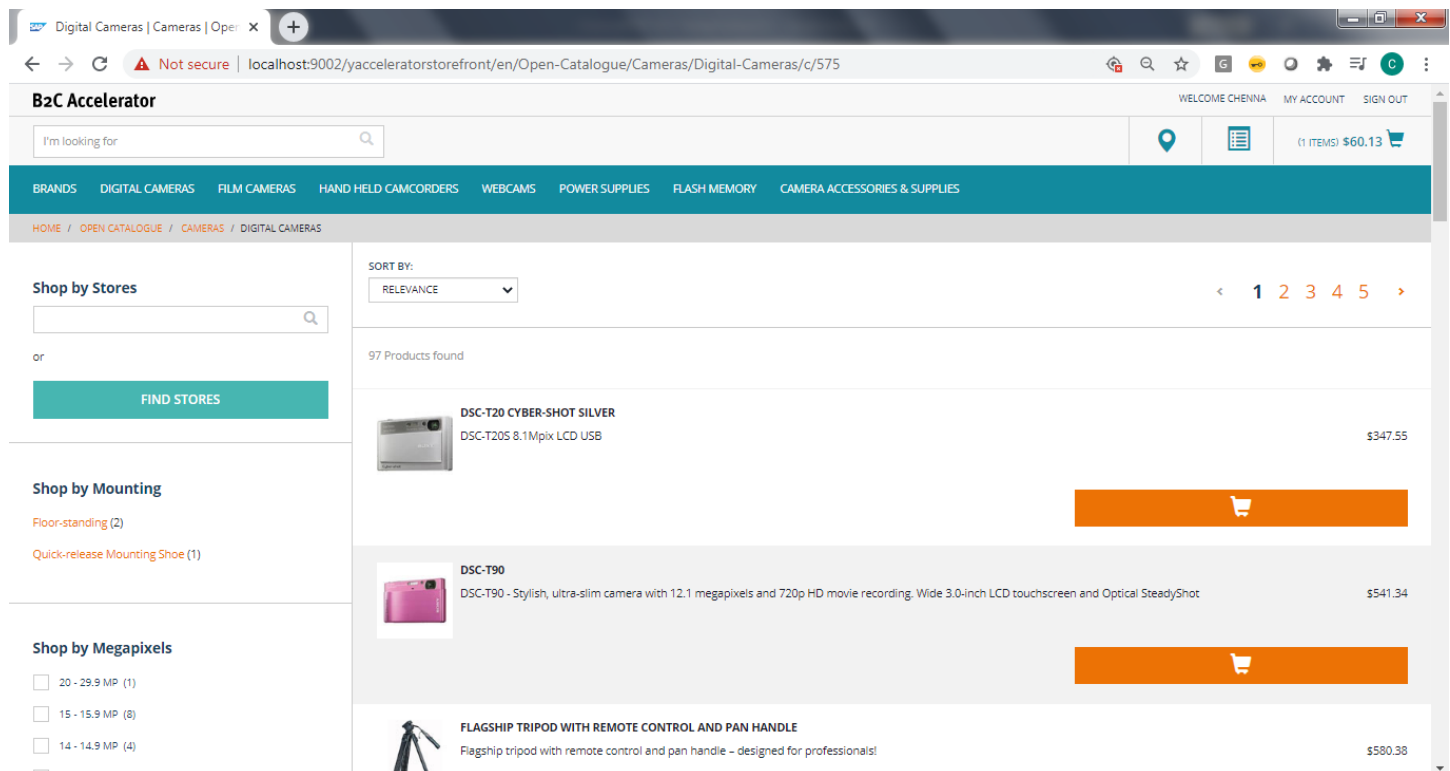 Digital Cameras | Cameras | Oper
Not secure | localhost:9002/yacceleratorstorefront/en/Open-Catalogue/Cameras/Digital-Cameras/c/575
G
C
B2C Accelerator
WELCOME CHENNA MY ACCOUNT SIGN OUT
I'm looking for
(1 ITEMS) $60.13
BRANDS DIGITAL CAMERAS FILM CAMERAS HAND HELD CAMCORDERS WEBCAMS POWER SUPPLIES FLASH MEMORY CAMERA ACCESSORIES & SUPPLIES
HOME / OPEN CATALOGUE / CAMERAS / DIGITAL CAMERAS
Shop by Stores
or
FIND STORES
Shop by Mounting
Floor-standing (2)
Quick-release Mounting Shoe (1)
Shop by Megapixels
20 - 29.9 MP (1)
15 - 15.9 MP (8)
14 - 14.9 MP (4)
SORT BY:
RELEVANCE
< 1 2 3 4 5 >
97 Products found
DSC-T20 CYBER-SHOT SILVER
DSC-T20S 8.1Mpix LCD USB
$347.55
DSC-T90
DSC-T90 - Stylish, ultra-slim camera with 12.1 megapixels and 720p HD movie recording. Wide 3.0-inch LCD touchscreen and Optical SteadyShot
$541.34
FLAGSHIP TRIPOD WITH REMOTE CONTROL AND PAN HANDLE
Flagship tripod with remote control and pan handle – designed for professionals!
$580.38